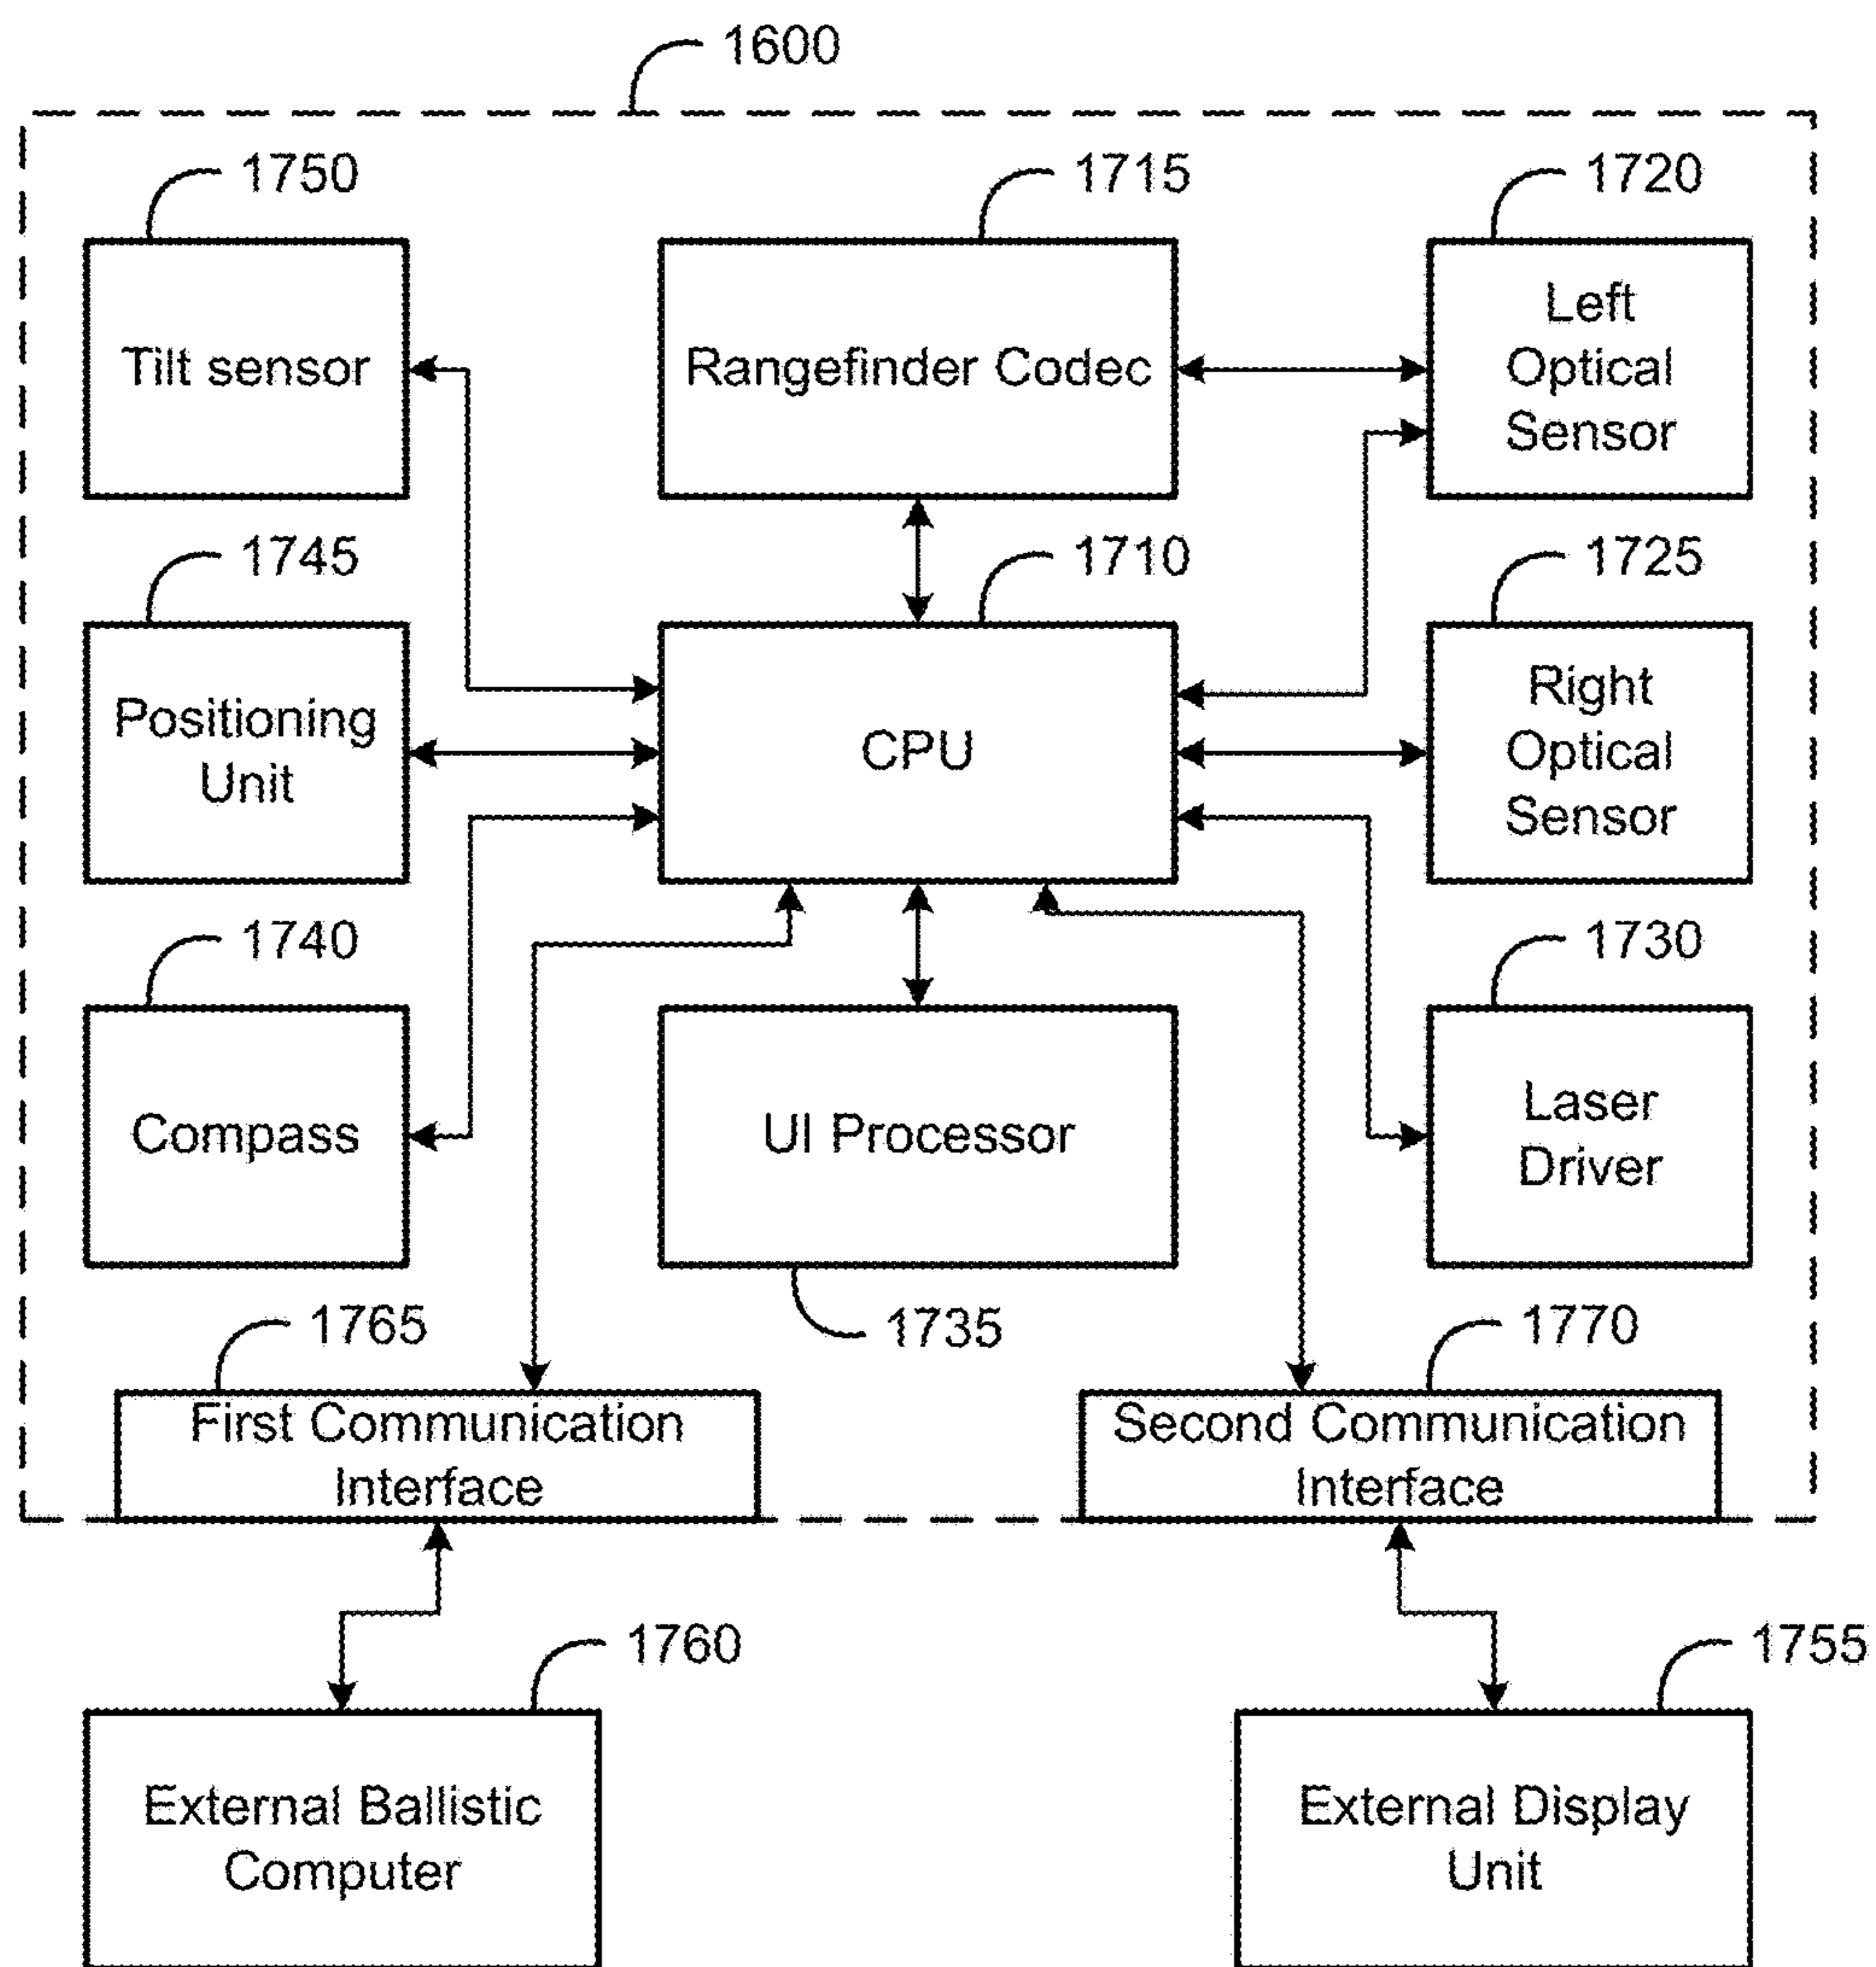 1600
1750
1715
1720
Tilt sensor
Rangefinder Codec
Left
Optical
Sensor
1745
1710
1725
Positioning
Unit
CPU
Right
Optical
Sensor
1740
1730
Compass
UI Processor
Laser
Driver
1765
1735
1770
First Communication
Interface
Second Communication
Interface
1760
1755
External Ballistic
Computer
External Display
Unit